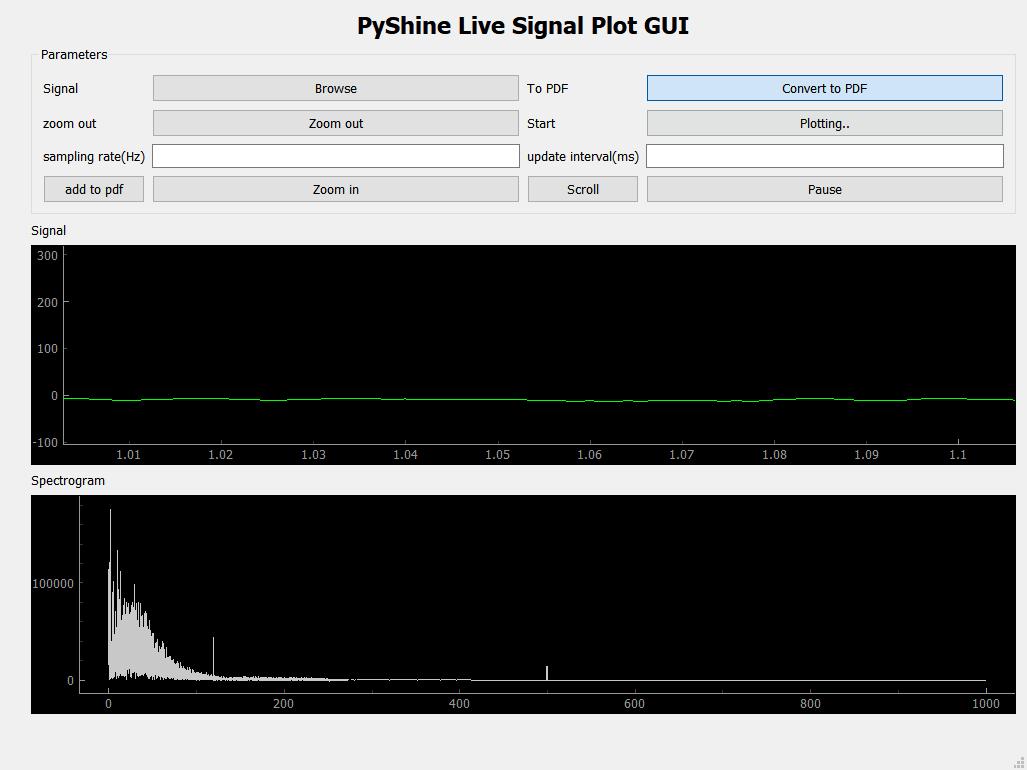 PyShine Live Signal Plot GUI
Parameters
Signal Browse To PDF Convert to PDF
zoom out Zoom out Start Plotting..
sampling rate(Hz) update interval(ms)
add to pdf Zoom in Scroll Pause
Signal
300
200
100
0
-100
1.01 1.02 1.03 1.04 1.05 1.06 1.07 1.08 1.09 1.1
Spectrogram
100000
0
0 200 400 600 800 1000